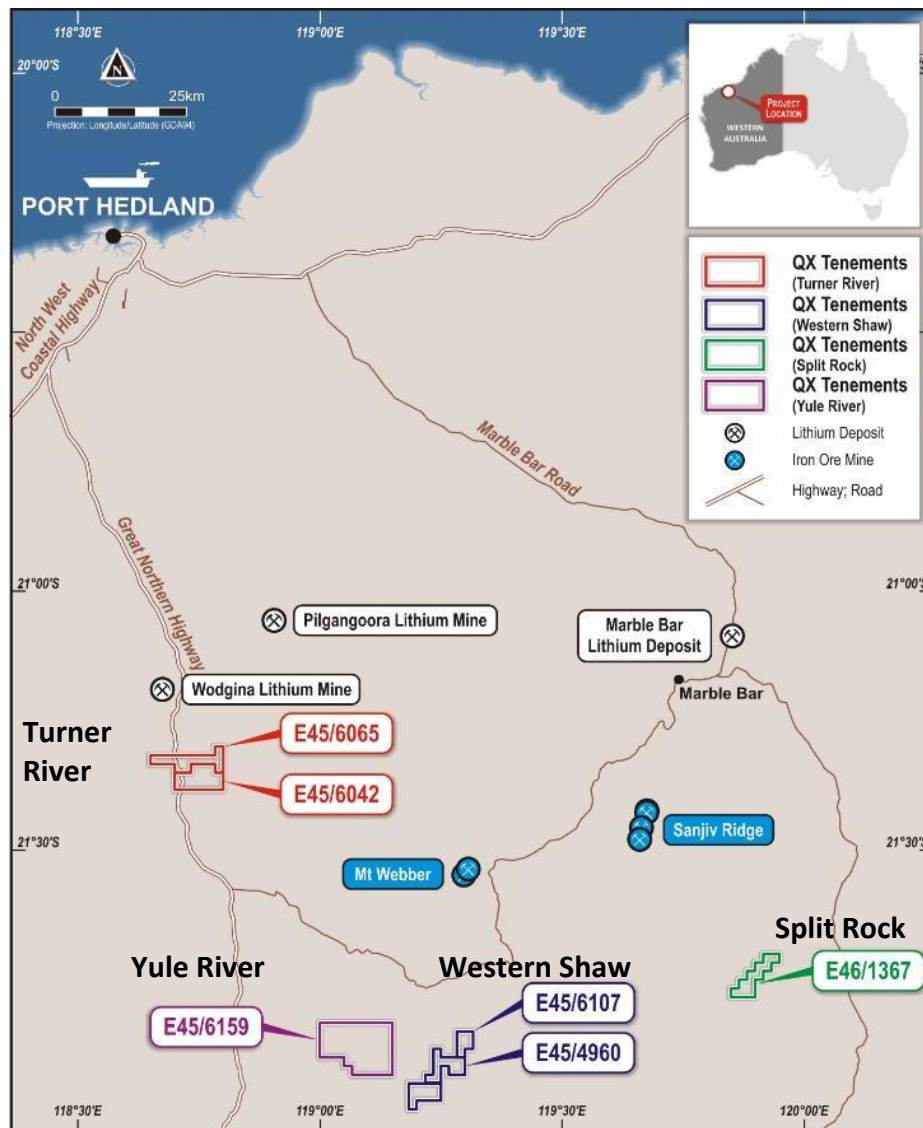 118°30'E
119°00'E
119°30'E
20°00'S
N
0 25km
Projection: Longitude/Latitude (GDA94)
PROJECT
LOCATION
WESTERN
AUSTRALIA
PORT HEDLAND
North West
Coastal Highway
QX Tenements
(Turner River)
QX Tenements
(Western Shaw)
QX Tenements
(Split Rock)
QX Tenements
(Yule River)
Lithium Deposit
Iron Ore Mine
Highway; Road
Marble Bar Road
Great Northern Highway
21°00'S
21°00'S
Pilgangoora Lithium Mine
Marble Bar
Lithium Deposit
Wodgina Lithium Mine
Marble Bar
Turner
River
E45/6065
E45/6042
Sanjiv Ridge
21°30'S
21°30'S
Mt Webber
Split Rock
Yule River
Western Shaw
E46/1367
E45/6107
E45/6159
E45/4960
118°30'E
119°00'E
119°30'E
120°00'E